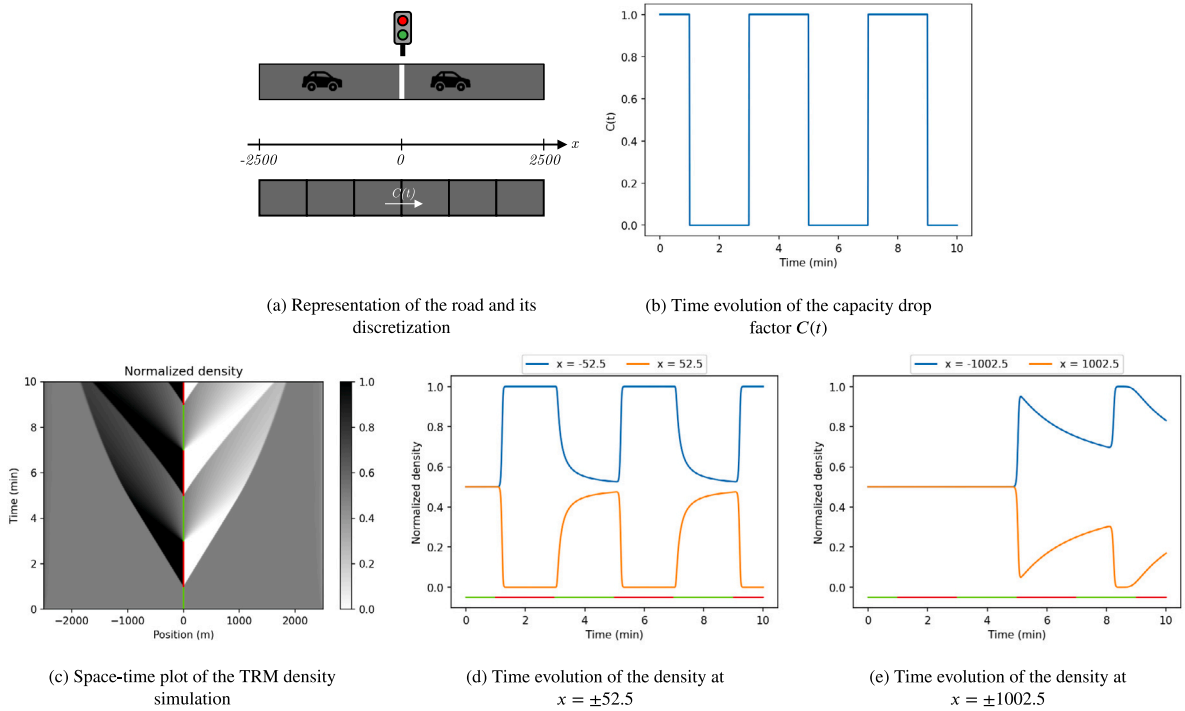 x
-2500
0
2500
C(t)
(a) Representation of the road and its
discretization
1.0
0.8
0.6
0.4
0.2
0.0
C(t)
0 2 4 6 8 10
Time (min)
(b) Time evolution of the capacity drop
factor C(t)
Normalized density
10
8
6
4
2
0
Time (min)
−2000 −1000 0 1000 2000
Position (m)
1.0
0.8
0.6
0.4
0.2
0.0
(c) Space-time plot of the TRM density
simulation
x = -52.5 x = 52.5
1.0
0.8
0.6
0.4
0.2
0.0
Normalized density
0 2 4 6 8 10
Time (min)
(d) Time evolution of the density at
x = ±52.5
x = -1002.5 x = 1002.5
1.0
0.8
0.6
0.4
0.2
0.0
Normalized density
0 2 4 6 8 10
Time (min)
(e) Time evolution of the density at
x = ±1002.5